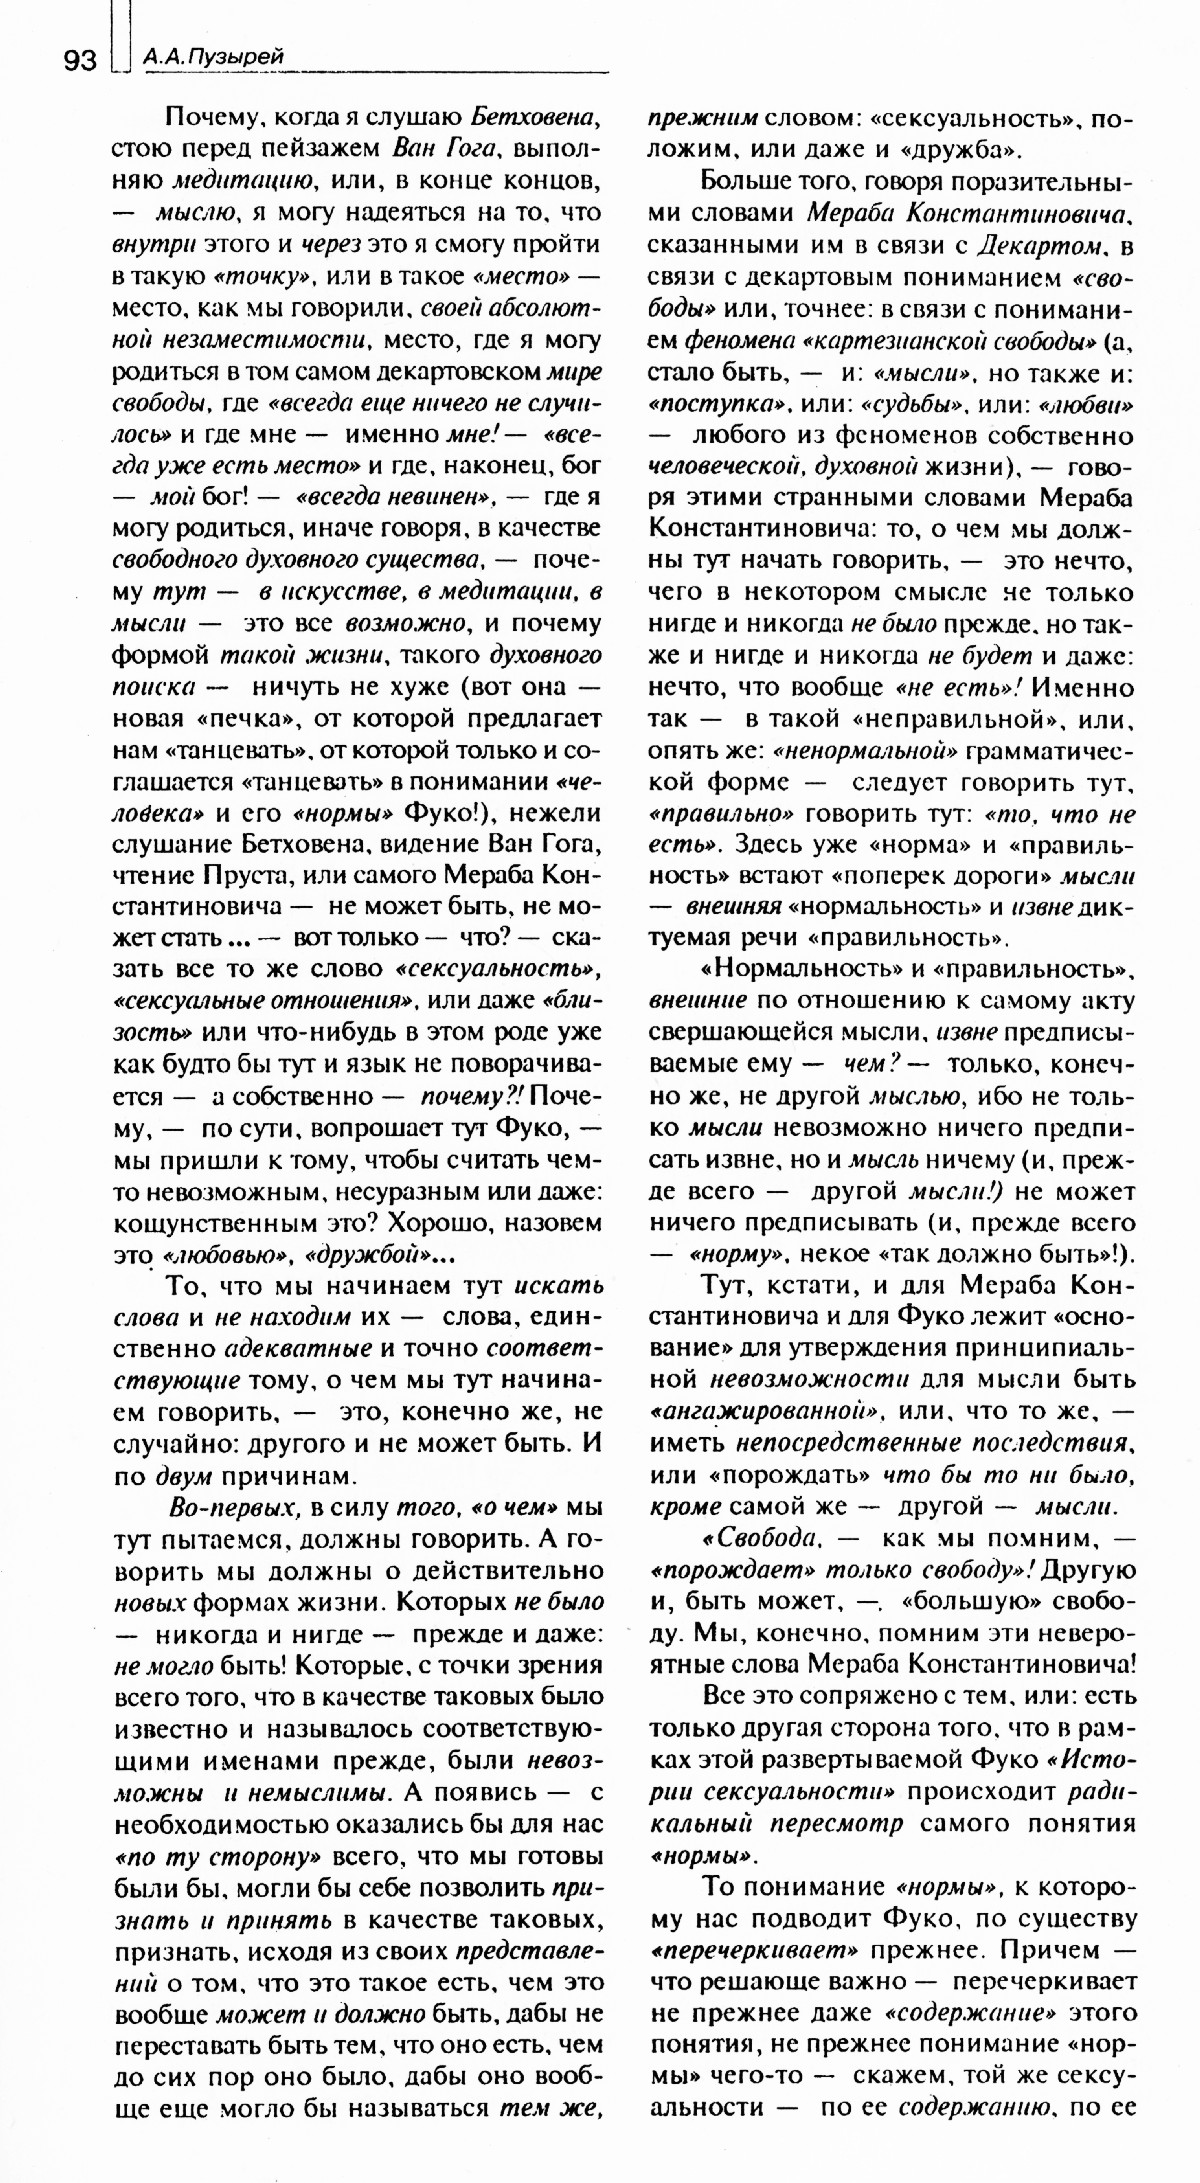 93
А.А.Пузырей
Почему, когда я слушаю Бетховена,
стою перед пейзажем Ван Гога, выпол-
няю медитацию, или, в конце концов,
— мыслю, я могу надеяться на то, что
внутри этого и через это я смогу пройти
в такую «точку», или в такое «место» —
место, как мы говорили, своей абсолют-
ной незаместимости, место, где я могу
родиться в том самом декартовском мире
свободы, где «всегда еще ничего не случи-
лось» и где мне — именно мне! — «все-
гда уже есть место» и где, наконец, бог
— мой бог! — «всегда невинен», — где я
могу родиться, иначе говоря, в качестве
свободного духовного существа, — поче-
му тут — в искусстве, в медитации, в
мысли — это все возможно, и почему
формой такой жизни, такого духовного
поиска — ничуть не хуже (вот она —
новая «печка», от которой предлагает
нам «танцевать», от которой только и со-
глашается «танцевать» в понимании «че-
ловека» и его «нормы» Фуко!), нежели
слушание Бетховена, видение Ван Гога,
чтение Пруста, или самого Мераба Кон-
стантиновича — не может быть, не мо-
жет стать ... — вот только — что? — ска-
зать все то же слово «сексуальность»,
«сексуальные отношения», или даже «бли-
зость» или что-нибудь в этом роде уже
как будто бы тут и язык не поворачива-
ется — а собственно — почему?! Поче-
му, — по сути, вопрошает тут Фуко, —
мы пришли к тому, чтобы считать чем-
то невозможным, несуразным или даже:
кощунственным это? Хорошо, назовем
это «любовью», «дружбой»...
То, что мы начинаем тут искать
слова и не находим их — слова, един-
ственно адекватные и точно соответ-
ствующие тому, о чем мы тут начина-
ем говорить, — это, конечно же, не
случайно: другого и не может быть. И
по двум причинам.
Во-первых, в силу того, «о чем» мы
тут пытаемся, должны говорить. А го-
ворить мы должны о действительно
новых формах жизни. Которых не было
— никогда и нигде — прежде и даже:
не могло быть! Которые, с точки зрения
всего того, что в качестве таковых было
известно и называлось соответствую-
щими именами прежде, были невоз-
можны и немыслимы. А появись — с
необходимостью оказались бы для нас
«по ту сторону» всего, что мы готовы
были бы, могли бы себе позволить при-
знать и принять в качестве таковых,
признать, исходя из своих представле-
ний о том, что это такое есть, чем это
вообще может и должно быть, дабы не
переставать быть тем, что оно есть, чем
до сих пор оно было, дабы оно вооб-
ще еще могло бы называться тем же,
прежним словом: «сексуальность», по-
ложим, или даже и «дружба».
Больше того, говоря поразительны-
ми словами Мераба Константиновича,
сказанными им в связи с Декартом, в
связи с декартовым пониманием «сво-
боды» или, точнее: в связи с понимани-
ем феномена «картезианской свободы» (а,
стало быть, — и: «мысли», но также и:
«поступка», или: «судьбы», или: «любви»
— любого из феноменов собственно
человеческой, духовной жизни), — гово-
ря этими странными словами Мераба
Константиновича: то, о чем мы долж-
ны тут начать говорить, — это нечто,
чего в некотором смысле не только
нигде и никогда не было прежде, но так-
же и нигде и никогда не будет и даже:
нечто, что вообще «не есть»! Именно
так — в такой «неправильной», или,
опять же: «ненормальной» грамматичес-
кой форме — следует говорить тут,
«правильно» говорить тут: «то, что не
есть». Здесь уже «норма» и «правиль-
ность» встают «поперек дороги» мысли
— внешняя «нормальность» и извне дик-
туемая речи «правильность».
«Нормальность» и «правильность»,
внешние по отношению к самому акту
свершающейся мысли, извне предписы-
ваемые ему — чем? — только, конеч-
но же, не другой мыслью, ибо не толь-
ко мысли невозможно ничего предпи-
сать извне, но и мысль ничему (и, преж-
де всего — другой мысли!) не может
ничего предписывать (и, прежде всего
— «норму», некое «так должно быть»!).
Тут, кстати, и для Мераба Кон-
стантиновича и для Фуко лежит «осно-
вание» для утверждения принципиаль-
ной невозможности для мысли быть
«ангажированной», или, что то же, —
иметь непосредственные последствия,
или «порождать» что бы то ни было,
кроме самой же — другой — мысли.
«Свобода, — как мы помним, —
«порождает» только свободу»! Другую
и, быть может, —. «большую» свобо-
ду. Мы, конечно, помним эти неверо-
ятные слова Мераба Константиновича!
Все это сопряжено с тем, или: есть
только другая сторона того, что в рам-
ках этой развертываемой Фуко «Исто-
рии сексуальности» происходит ради-
кальный пересмотр самого понятия
«нормы».
То понимание «нормы», к которо-
му нас подводит Фуко, по существу
«перечеркивает» прежнее. Причем —
что решающе важно — перечеркивает
не прежнее даже «содержание» этого
понятия, не прежнее понимание «нор-
мы» чего-то — скажем, той же сексу-
альности — по ее содержанию, по ее